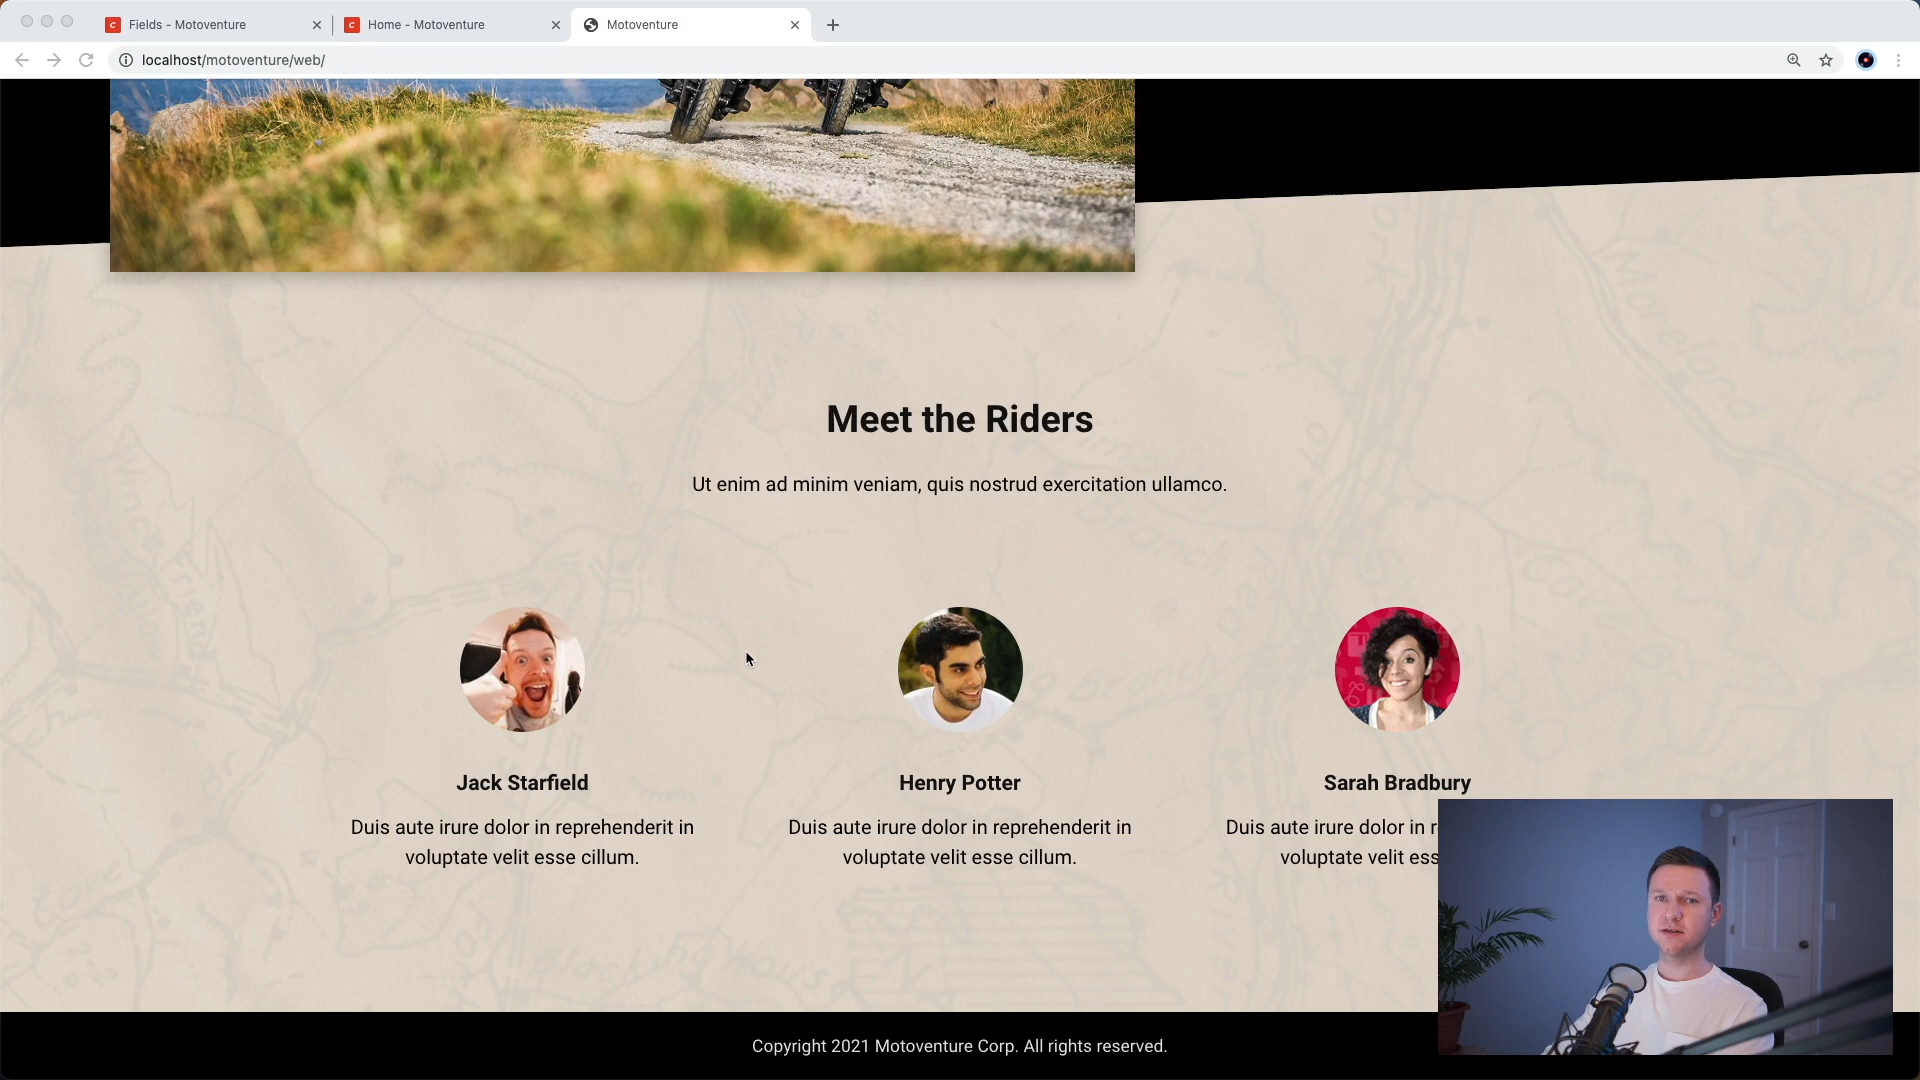 Fields - Motoventure
Home - Motoventure
Motoventure
localhost/motoventure/web/
Meet the Riders
Ut enim ad minim veniam, quis nostrud exercitation ullamco.
Jack Starfield
Henry Potter
Sarah Bradbury
Duis aute irure dolor in reprehenderit in
voluptate velit esse cillum.
Duis aute irure dolor in reprehenderit in
voluptate velit esse cillum.
Duis aute irure dolor in
voluptate velit
Copyright 2021 Motoventure Corp. All rights reserved.